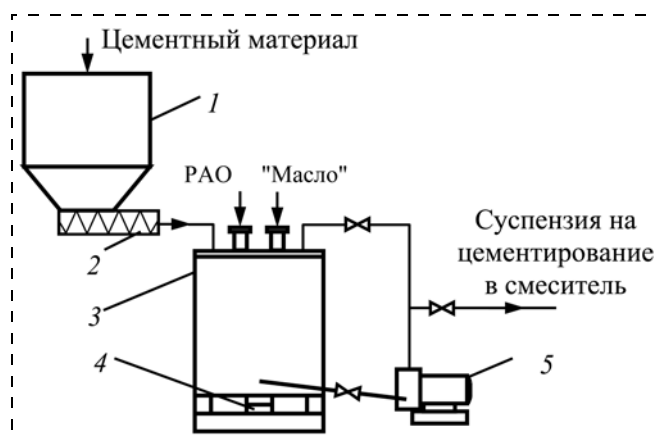 Цементный материал
1
РАО "Масло"
2
Суспензия на
цементирование
в смеситель
3
4
5